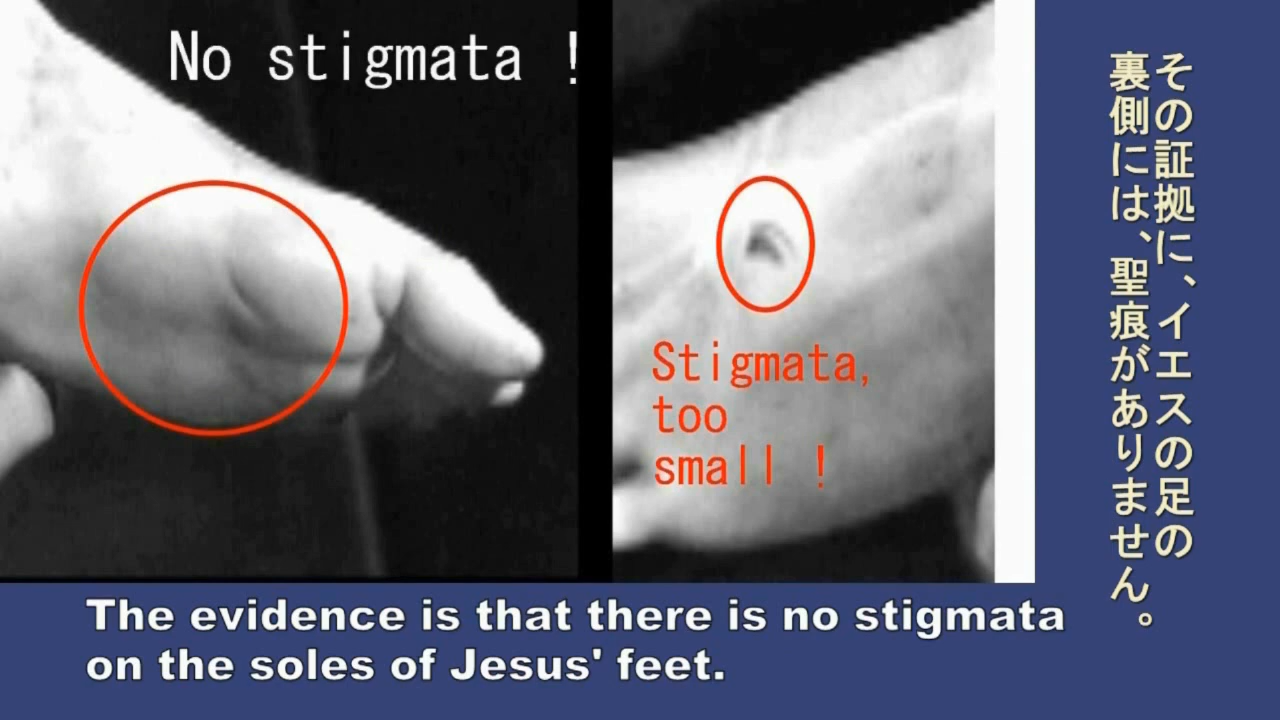 No stigmata !
Stigmata,
too
small !
その証拠に、イエスの足の
裏側には、聖痕がありません。
The evidence is that there is no stigmata
on the soles of Jesus' feet.